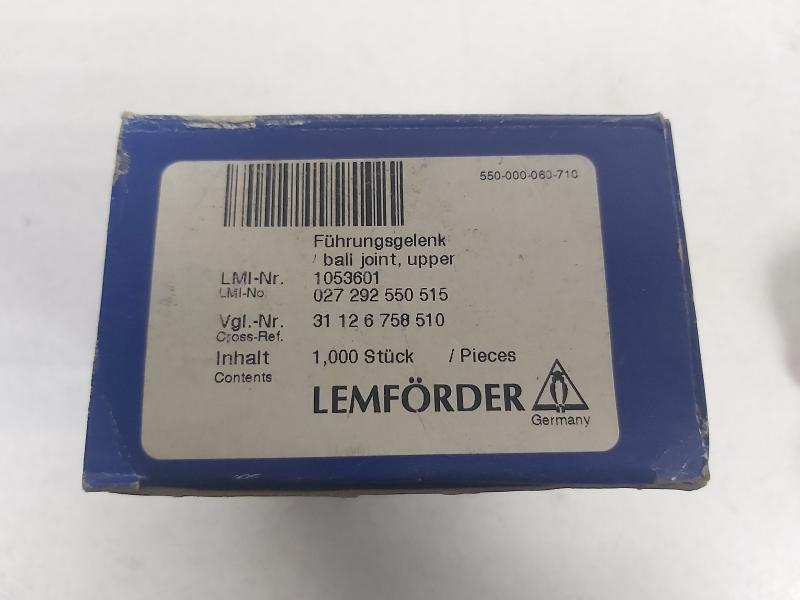 550-000-060-710
Führungsgelenk
/ ball joint, upper
LMI-Nr. 1053601
LMI-No. 027 292 550 515
Vgl.-Nr. 31 12 6 758 510
Cross-Ref.
Inhalt 1,000 Stück / Pieces
Contents
LEMFÖRDER
Germany